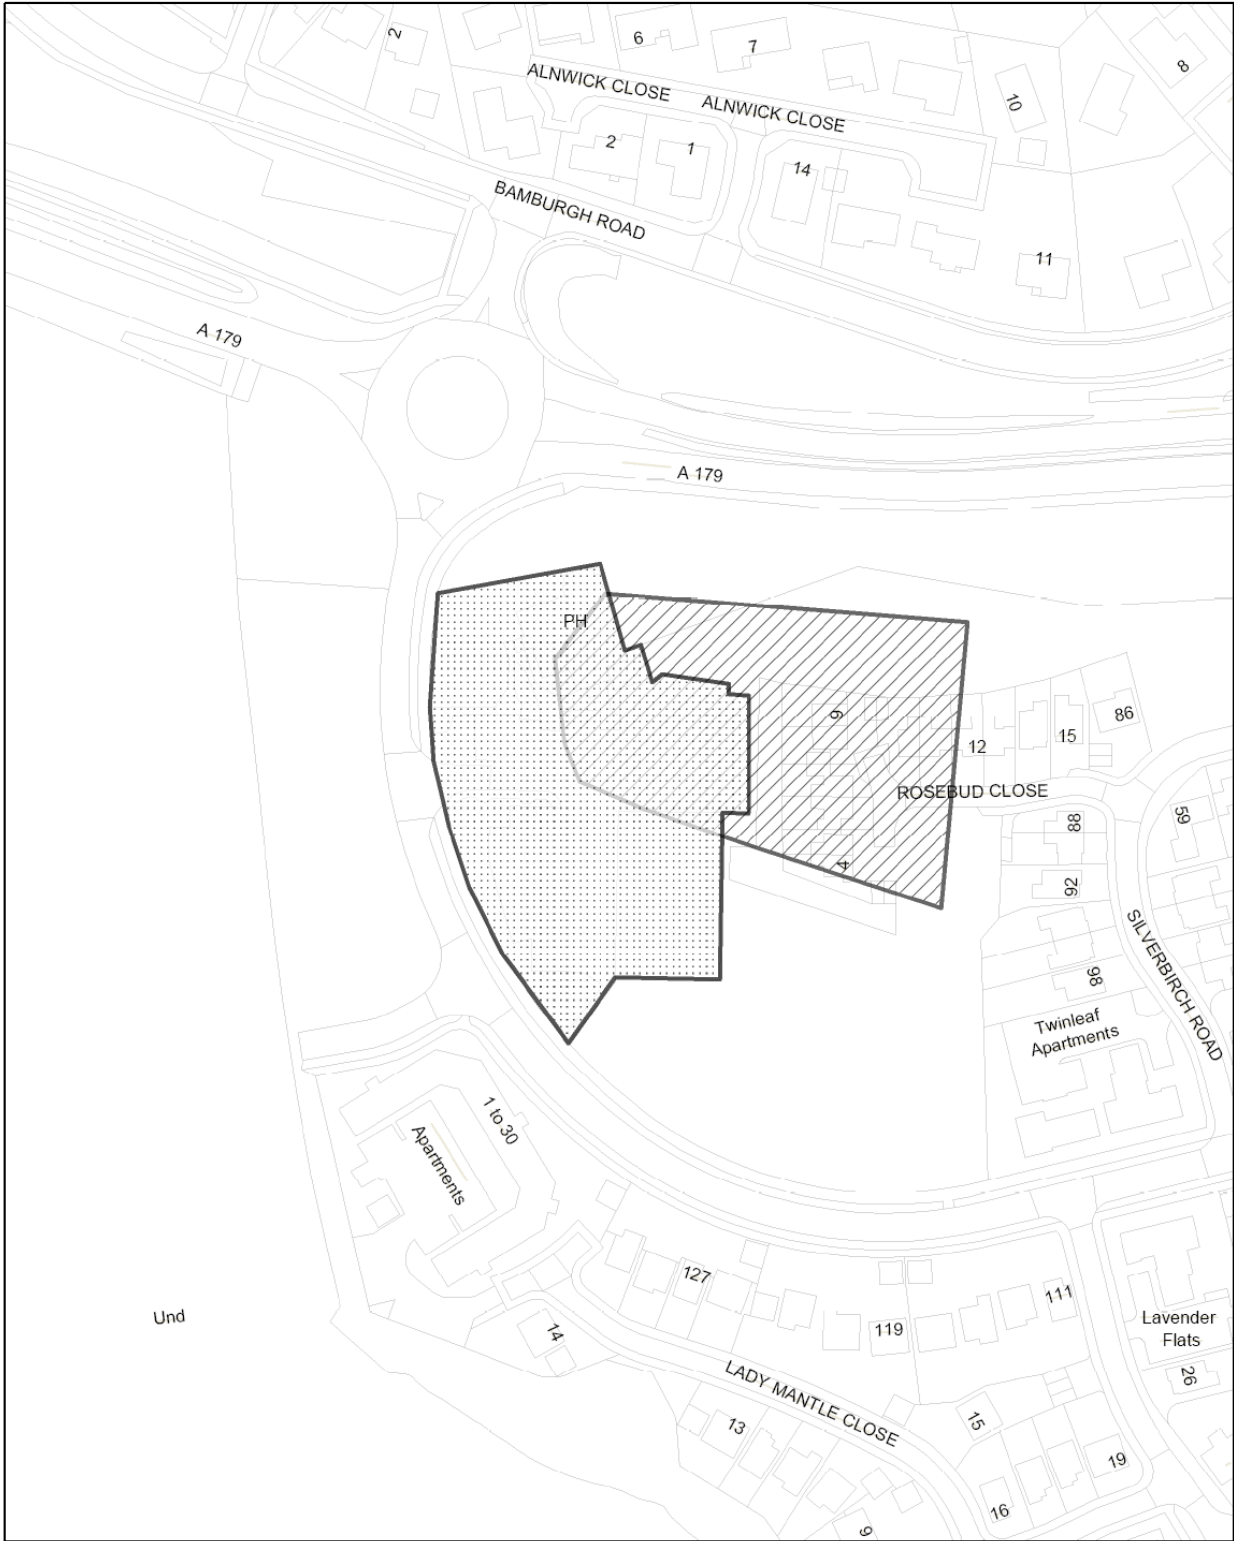 2
6
7
8
ALNWICK CLOSE
ALNWICK CLOSE
10
2
1
14
BAMBURGH ROAD
11
A 179
A 179
PH
9
12
15
86
ROSEBUD CLOSE
59
88
4
92
SILVERBIRCH ROAD
98
Twinleaf
Apartments
1 to 30
Apartments
127
111
119
Lavender
Flats
Und
14
26
LADY MANTLE CLOSE
13
15
19
16
9